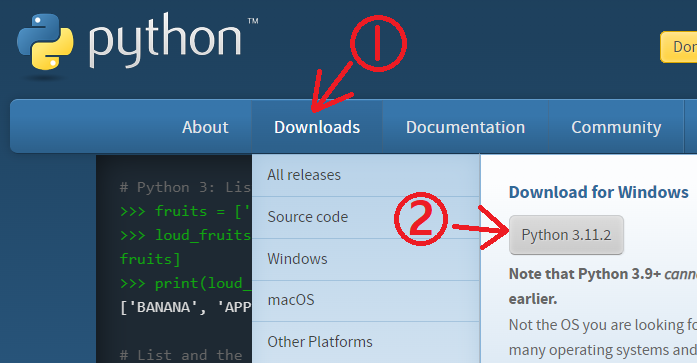 python™
①
Don
About
Downloads
Documentation
Community
# Python 3: Lis
>>> fruits = ['
>>> loud_fruits
fruits]
>>> print(loud_
['BANANA', 'APP
# List and the
All releases
Source code
Windows
macOS
Other Platforms
Download for Windows
②
Python 3.11.2
Note that Python 3.9+ cannot
earlier.
Not the OS you are looking fo
many operating systems and